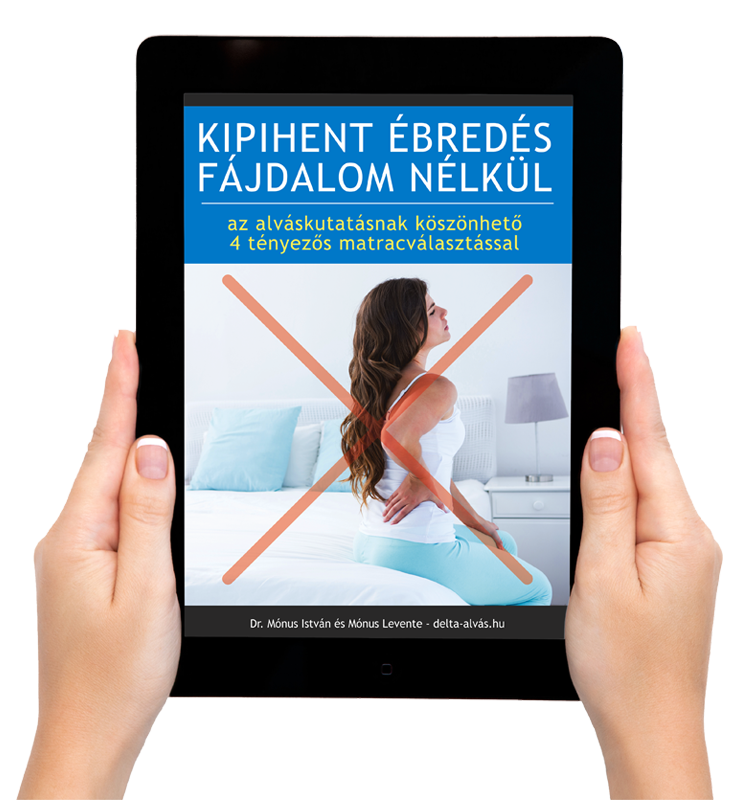 KIPIHENT ÉBREDÉS
FÁJDALOM NÉLKÜL
az alváskutatásnak köszönhető
4 tényezős matracválasztással
Dr. Mónus István és Mónus Levente - delta-alvás.hu